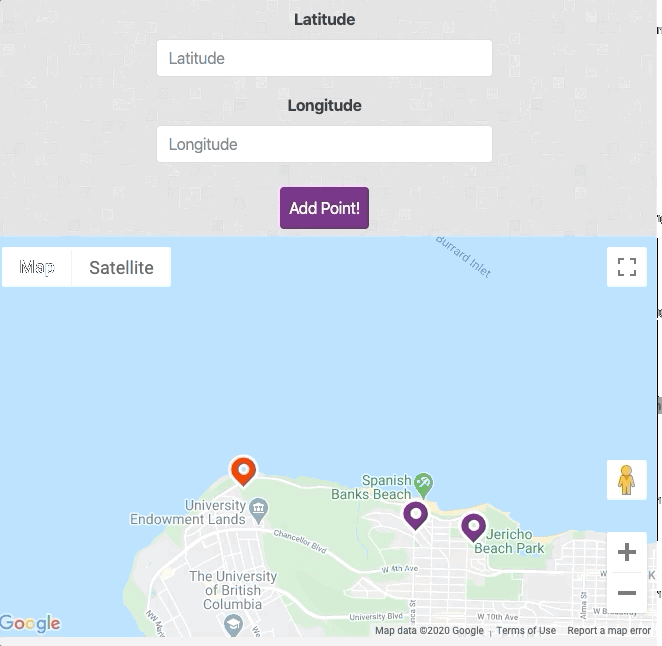 Latitude
Latitude
Longitude
Longitude
Add Point!
Burrard Inlet
Map
Satellite
Spanish
Banks Beach
University
Endowment Lands
Chancellor Blvd
Jericho
Beach Park
W 4th Ave
The University
of British
Columbia
NW Mar
University Blvd
W 10th Ave
Alma St
W Broadway
K
Google
Map data ©2020 Google
Terms of Use
Report a map error